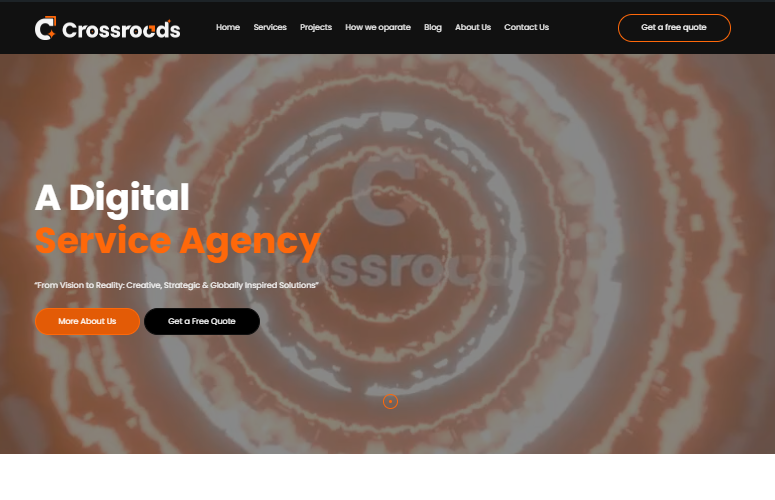 Crossroads
Home Services Projects How we oparate Blog About Us Contact Us
Get a free quote
A Digital
Service Agency
"From Vision to Reality: Creative, Strategic & Globally Inspired Solutions"
More About Us
Get a Free Quote
ossroads